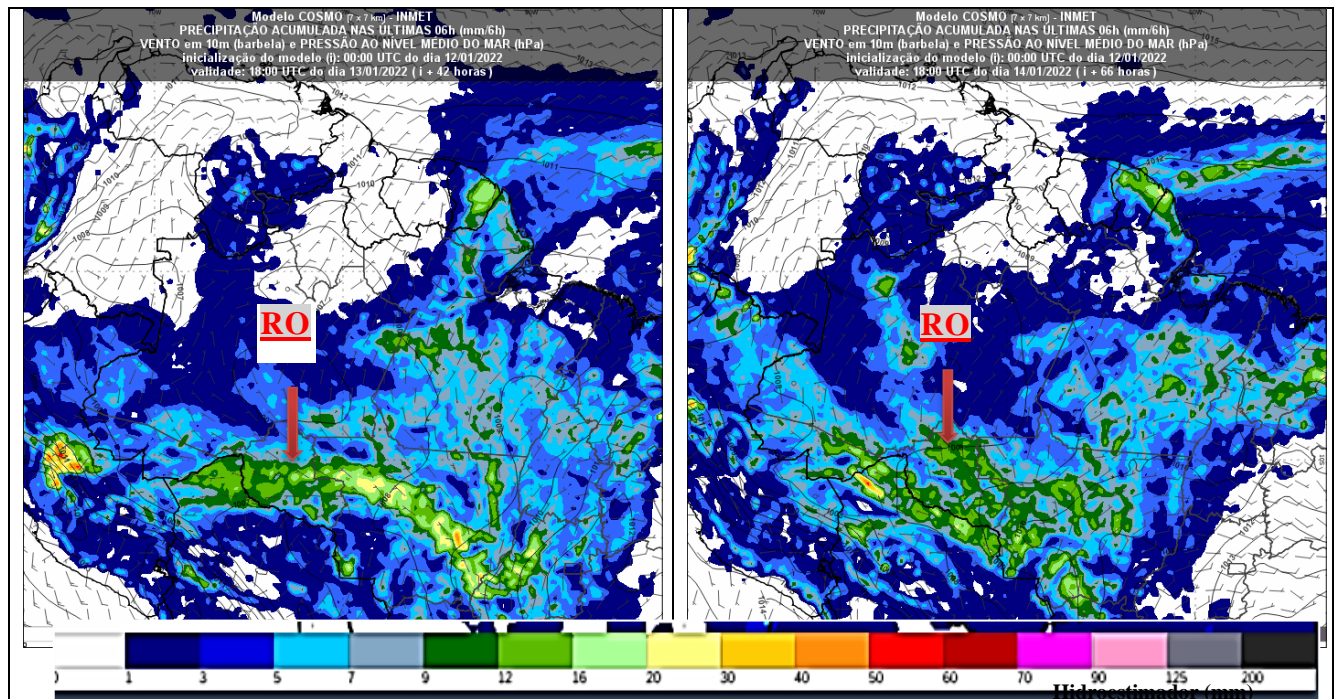 Modelo COSMO [7 x 7 km] - INMET
PRECIPITAÇÃO ACUMULADA NAS ÚLTIMAS 06h (mm/6h)
VENTO em 10m (barbela) e PRESSÃO AO NÍVEL MÉDIO DO MAR (hPa)
inicialização do modelo (i): 00:00 UTC do dia 12/01/2022
validade: 18:00 UTC do dia 13/01/2022 ( i + 42 horas )
RO
Modelo COSMO [7 x 7 km] - INMET
PRECIPITAÇÃO ACUMULADA NAS ÚLTIMAS 06h (mm/6h)
VENTO em 10m (barbela) e PRESSÃO AO NÍVEL MÉDIO DO MAR (hPa)
inicialização do modelo (i): 00:00 UTC do dia 12/01/2022
validade: 18:00 UTC do dia 14/01/2022 ( i + 66 horas )
RO
0 1 3 5 7 9 12 16 20 30 40 50 60 70 90 125 200
Hidroestimador (mm)